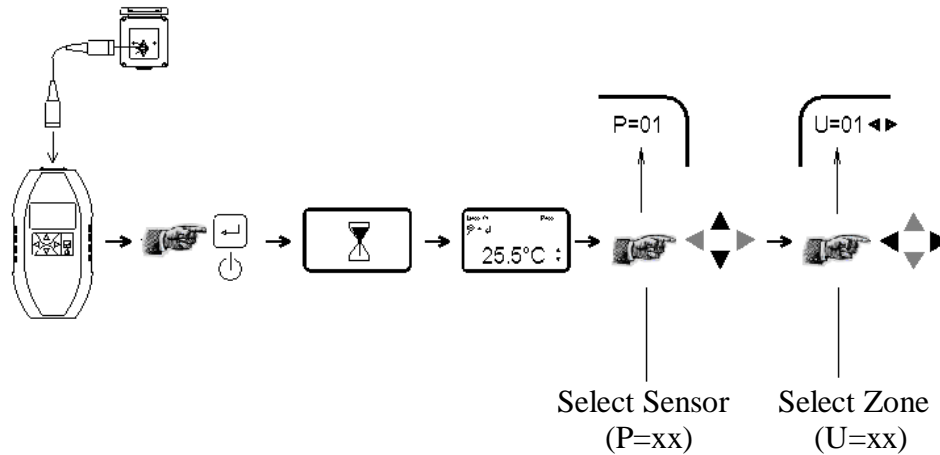 P=01
U=01
25.5°C
Select Sensor
(P=xx)
Select Zone
(U=xx)